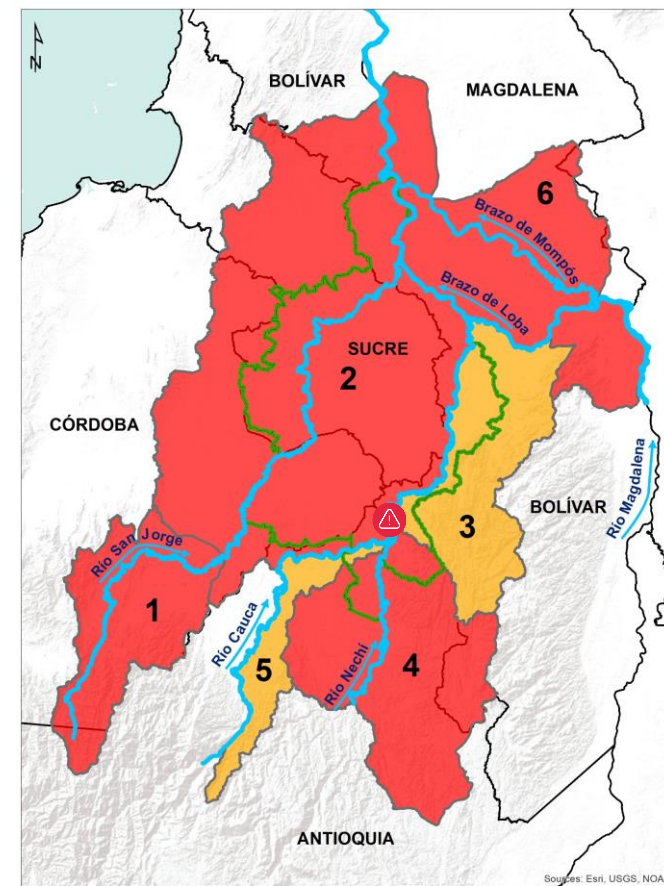 N
BOLÍVAR
MAGDALENA
6
Brazo de Mompós
Brazo de Loba
SUCRE
2
CÓRDOBA
BOLÍVAR
Río Magdalena
3
Río San Jorge
1
Río Cauca
5
Río Nechí
4
ANTIOQUIA
Sources: Esri, USGS, NOA